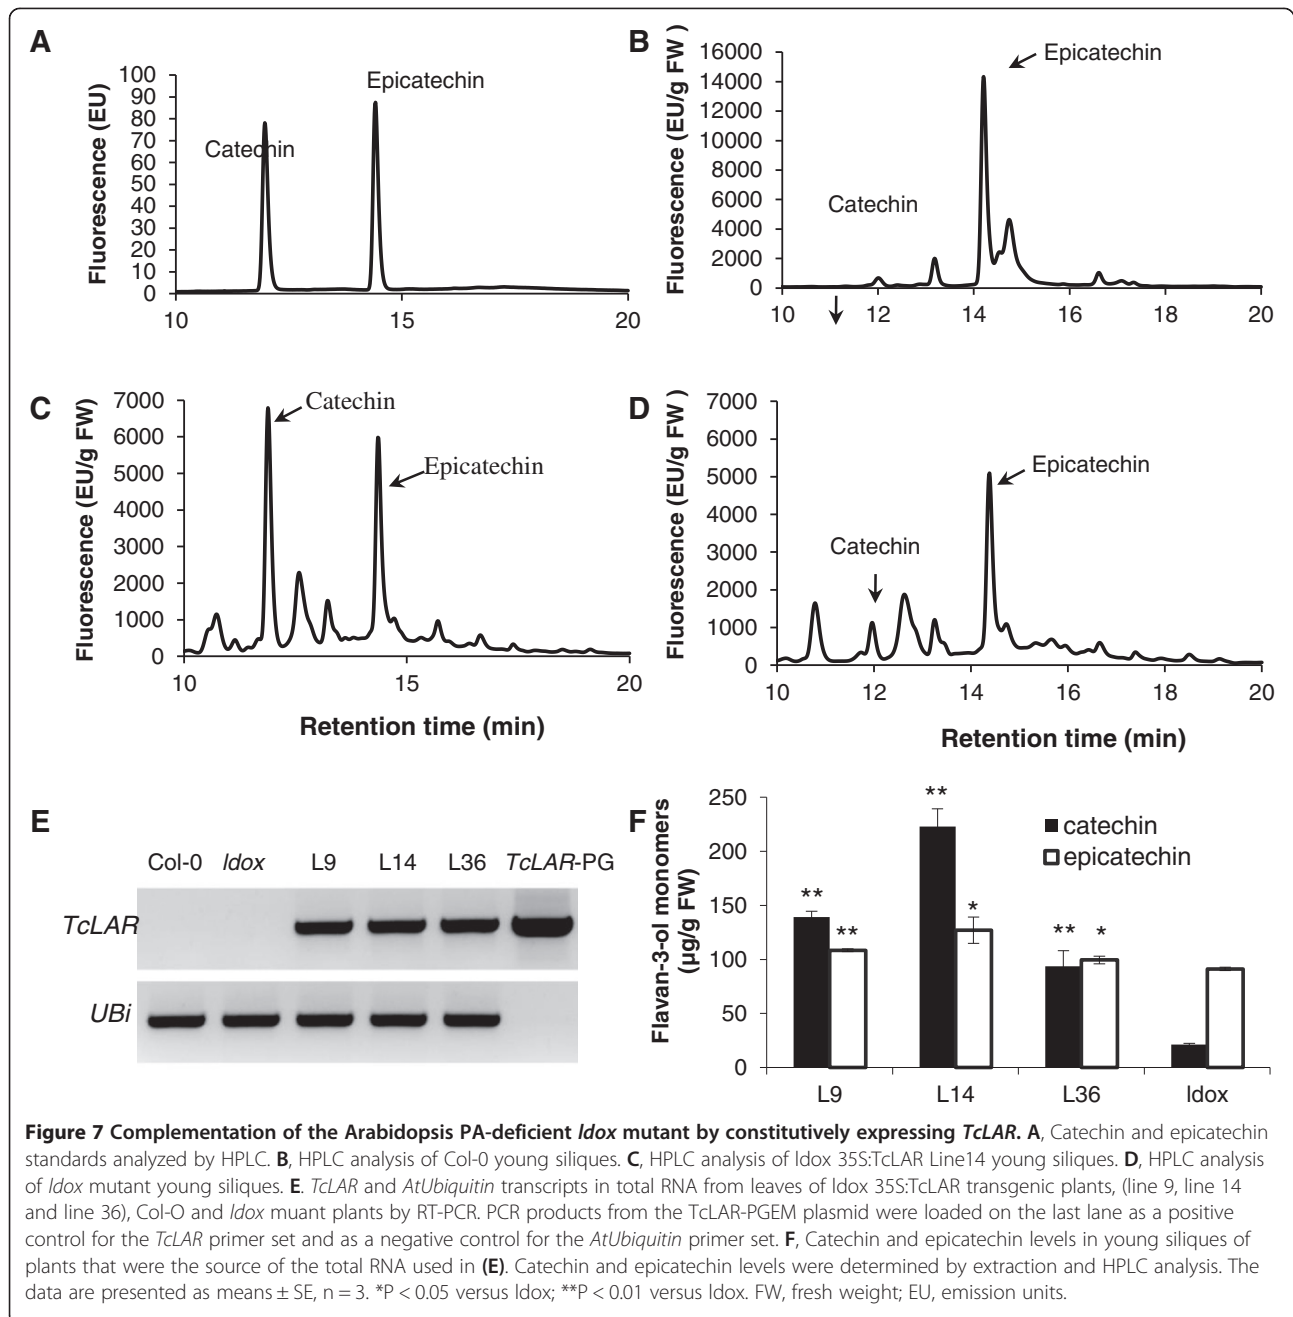 A
Fluorescence (EU)
100
90
80
70
60
50
40
30
20
10
0
Catechin
Epicatechin
10 15 20
B
Fluorescence (EU/g FW)
16000
14000
12000
10000
8000
6000
4000
2000
0
Catechin
Epicatechin
10 12 14 16 18 20
C
Fluorescence (EU/g FW)
7000
6000
5000
4000
3000
2000
1000
0
Catechin
Epicatechin
10 15 20
Retention time (min)
D
Fluorescence (EU/g FW)
7000
6000
5000
4000
3000
2000
1000
0
Catechin
Epicatechin
10 12 14 16 18 20
Retention time (min)
E
Col-0 ldox L9 L14 L36 TcLAR-PG
TcLAR
UBi
F
Flavan-3-ol monomers
(µg/g FW)
250
200
150
100
50
0
** ** ** * ** *
catechin
epicatechin
L9 L14 L36 ldox
Figure 7 Complementation of the Arabidopsis PA-deficient ldox mutant by constitutively expressing TcLAR. A, Catechin and epicatechin
standards analyzed by HPLC. B, HPLC analysis of Col-0 young siliques. C, HPLC analysis of ldox 35S:TcLAR Line14 young siliques. D, HPLC analysis
of ldox mutant young siliques. E. TcLAR and AtUbiquitin transcripts in total RNA from leaves of ldox 35S:TcLAR transgenic plants, (line 9, line 14
and line 36), Col-O and ldox muant plants by RT-PCR. PCR products from the TcLAR-PGEM plasmid were loaded on the last lane as a positive
control for the TcLAR primer set and as a negative control for the AtUbiquitin primer set. F, Catechin and epicatechin levels in young siliques of
plants that were the source of the total RNA used in (E). Catechin and epicatechin levels were determined by extraction and HPLC analysis. The
data are presented as means ± SE, n = 3. *P < 0.05 versus ldox; **P < 0.01 versus ldox. FW, fresh weight; EU, emission units.